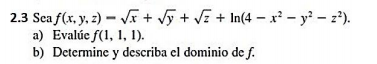 2.3 Sea f(x, y, z) = √x + √y + √z + ln(4 − x² − y² − z²).
a) Evalúe f(1, 1, 1).
b) Determine y describa el dominio de f.